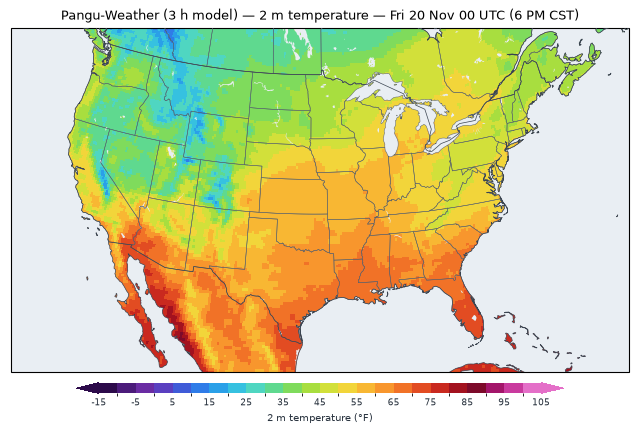 Pangu-Weather (3 h model) — 2 m temperature — Fri 20 Nov 00 UTC (6 PM CST)
-15 -5 5 15 25 35 45 55 65 75 85 95 105
2 m temperature (°F)